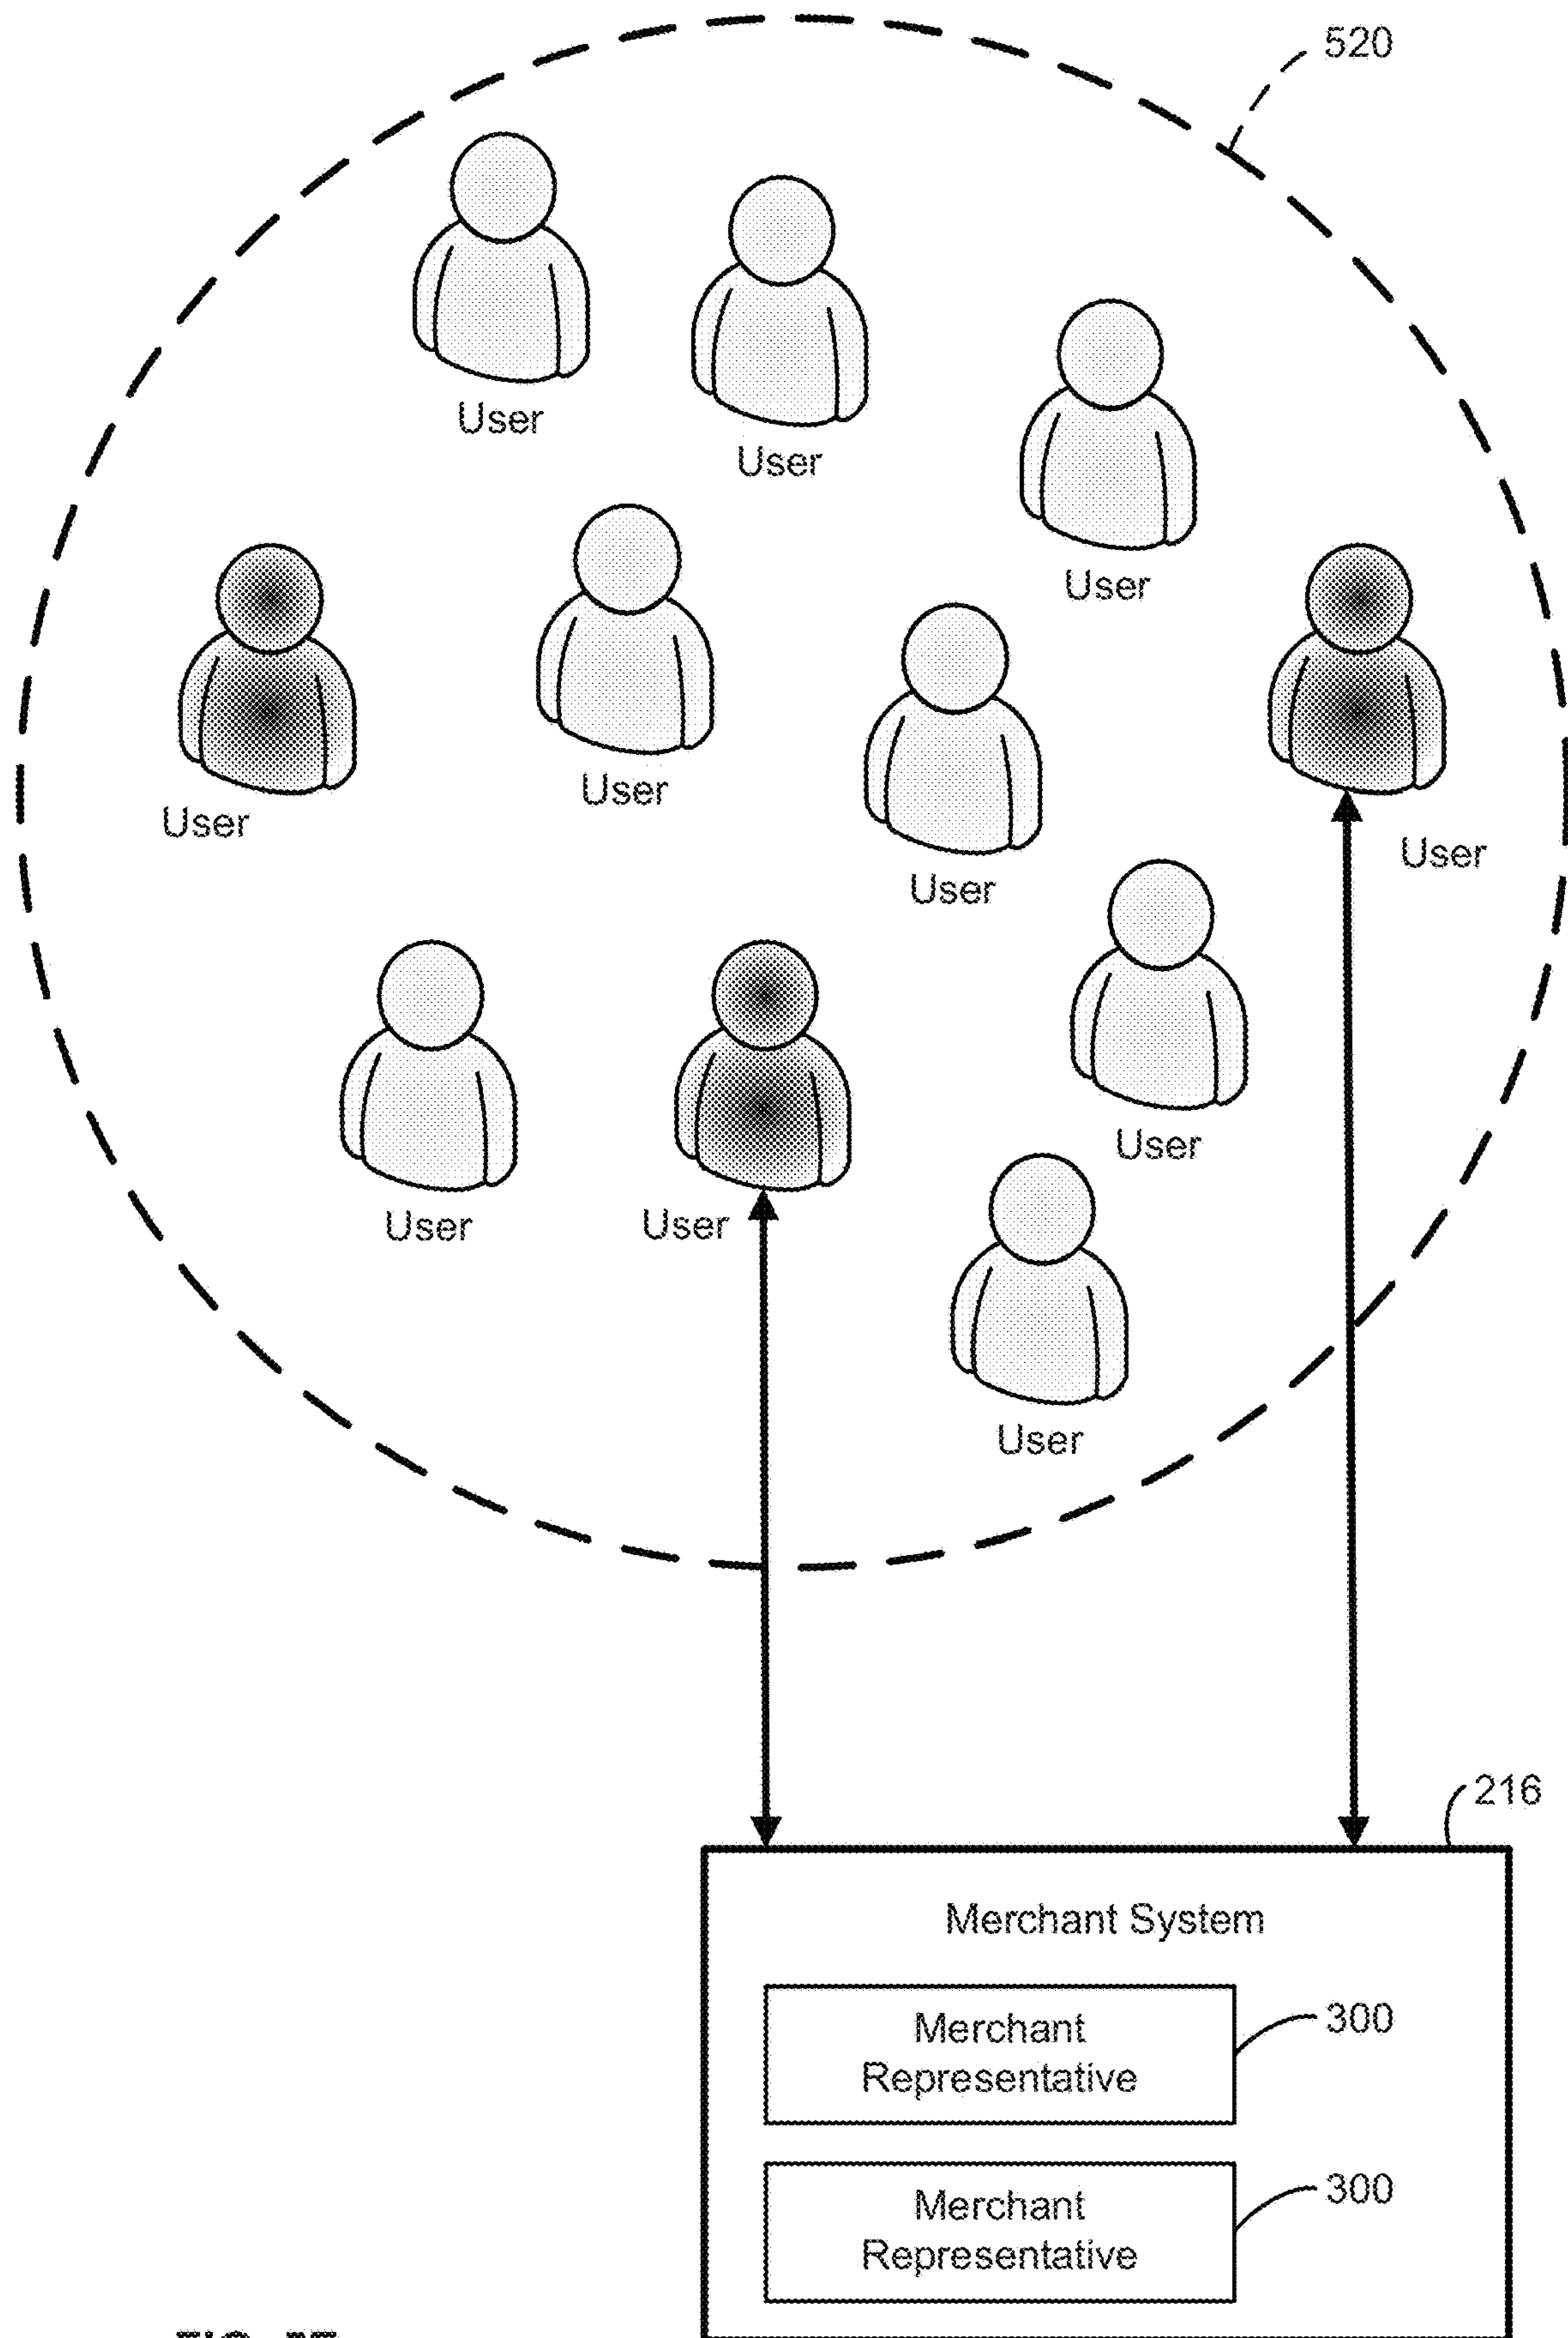 520
User
User
User
User
User
User
User
User
User
User
User
216
Merchant System
Merchant
Representative
300
Merchant
Representative
300